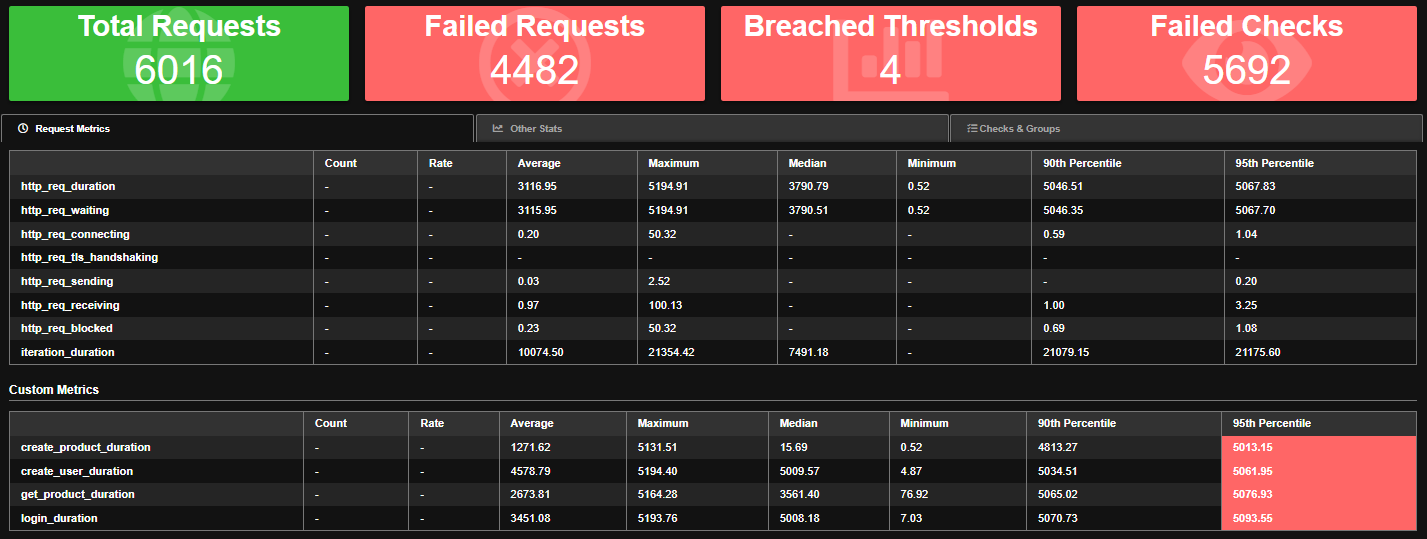 Total Requests Failed Requests Breached Thresholds Failed Checks
6016 4482 4 5692
Request Metrics Other Stats Checks & Groups
Count Rate Average Maximum Median Minimum 90th Percentile 95th Percentile
http_req_duration - - 3116.95 5194.91 3790.79 0.52 5046.51 5067.83
http_req_waiting - - 3115.95 5194.91 3790.51 0.52 5046.35 5067.70
http_req_connecting - - 0.20 50.32 - - 0.59 1.04
http_req_tls_handshaking - - - - - - - -
http_req_sending - - 0.03 2.52 - - - 0.20
http_req_receiving - - 0.97 100.13 - - 1.00 3.25
http_req_blocked - - 0.23 50.32 - - 0.69 1.08
iteration_duration - - 10074.50 21354.42 7491.18 - 21079.15 21175.60
Custom Metrics
Count Rate Average Maximum Median Minimum 90th Percentile 95th Percentile
create_product_duration - - 1271.62 5131.51 15.69 0.52 4813.27 5013.15
create_user_duration - - 4578.79 5194.40 5009.57 4.87 5034.51 5061.95
get_product_duration - - 2673.81 5164.28 3561.40 76.92 5065.02 5076.93
login_duration - - 3451.08 5193.76 5008.18 7.03 5070.73 5093.55